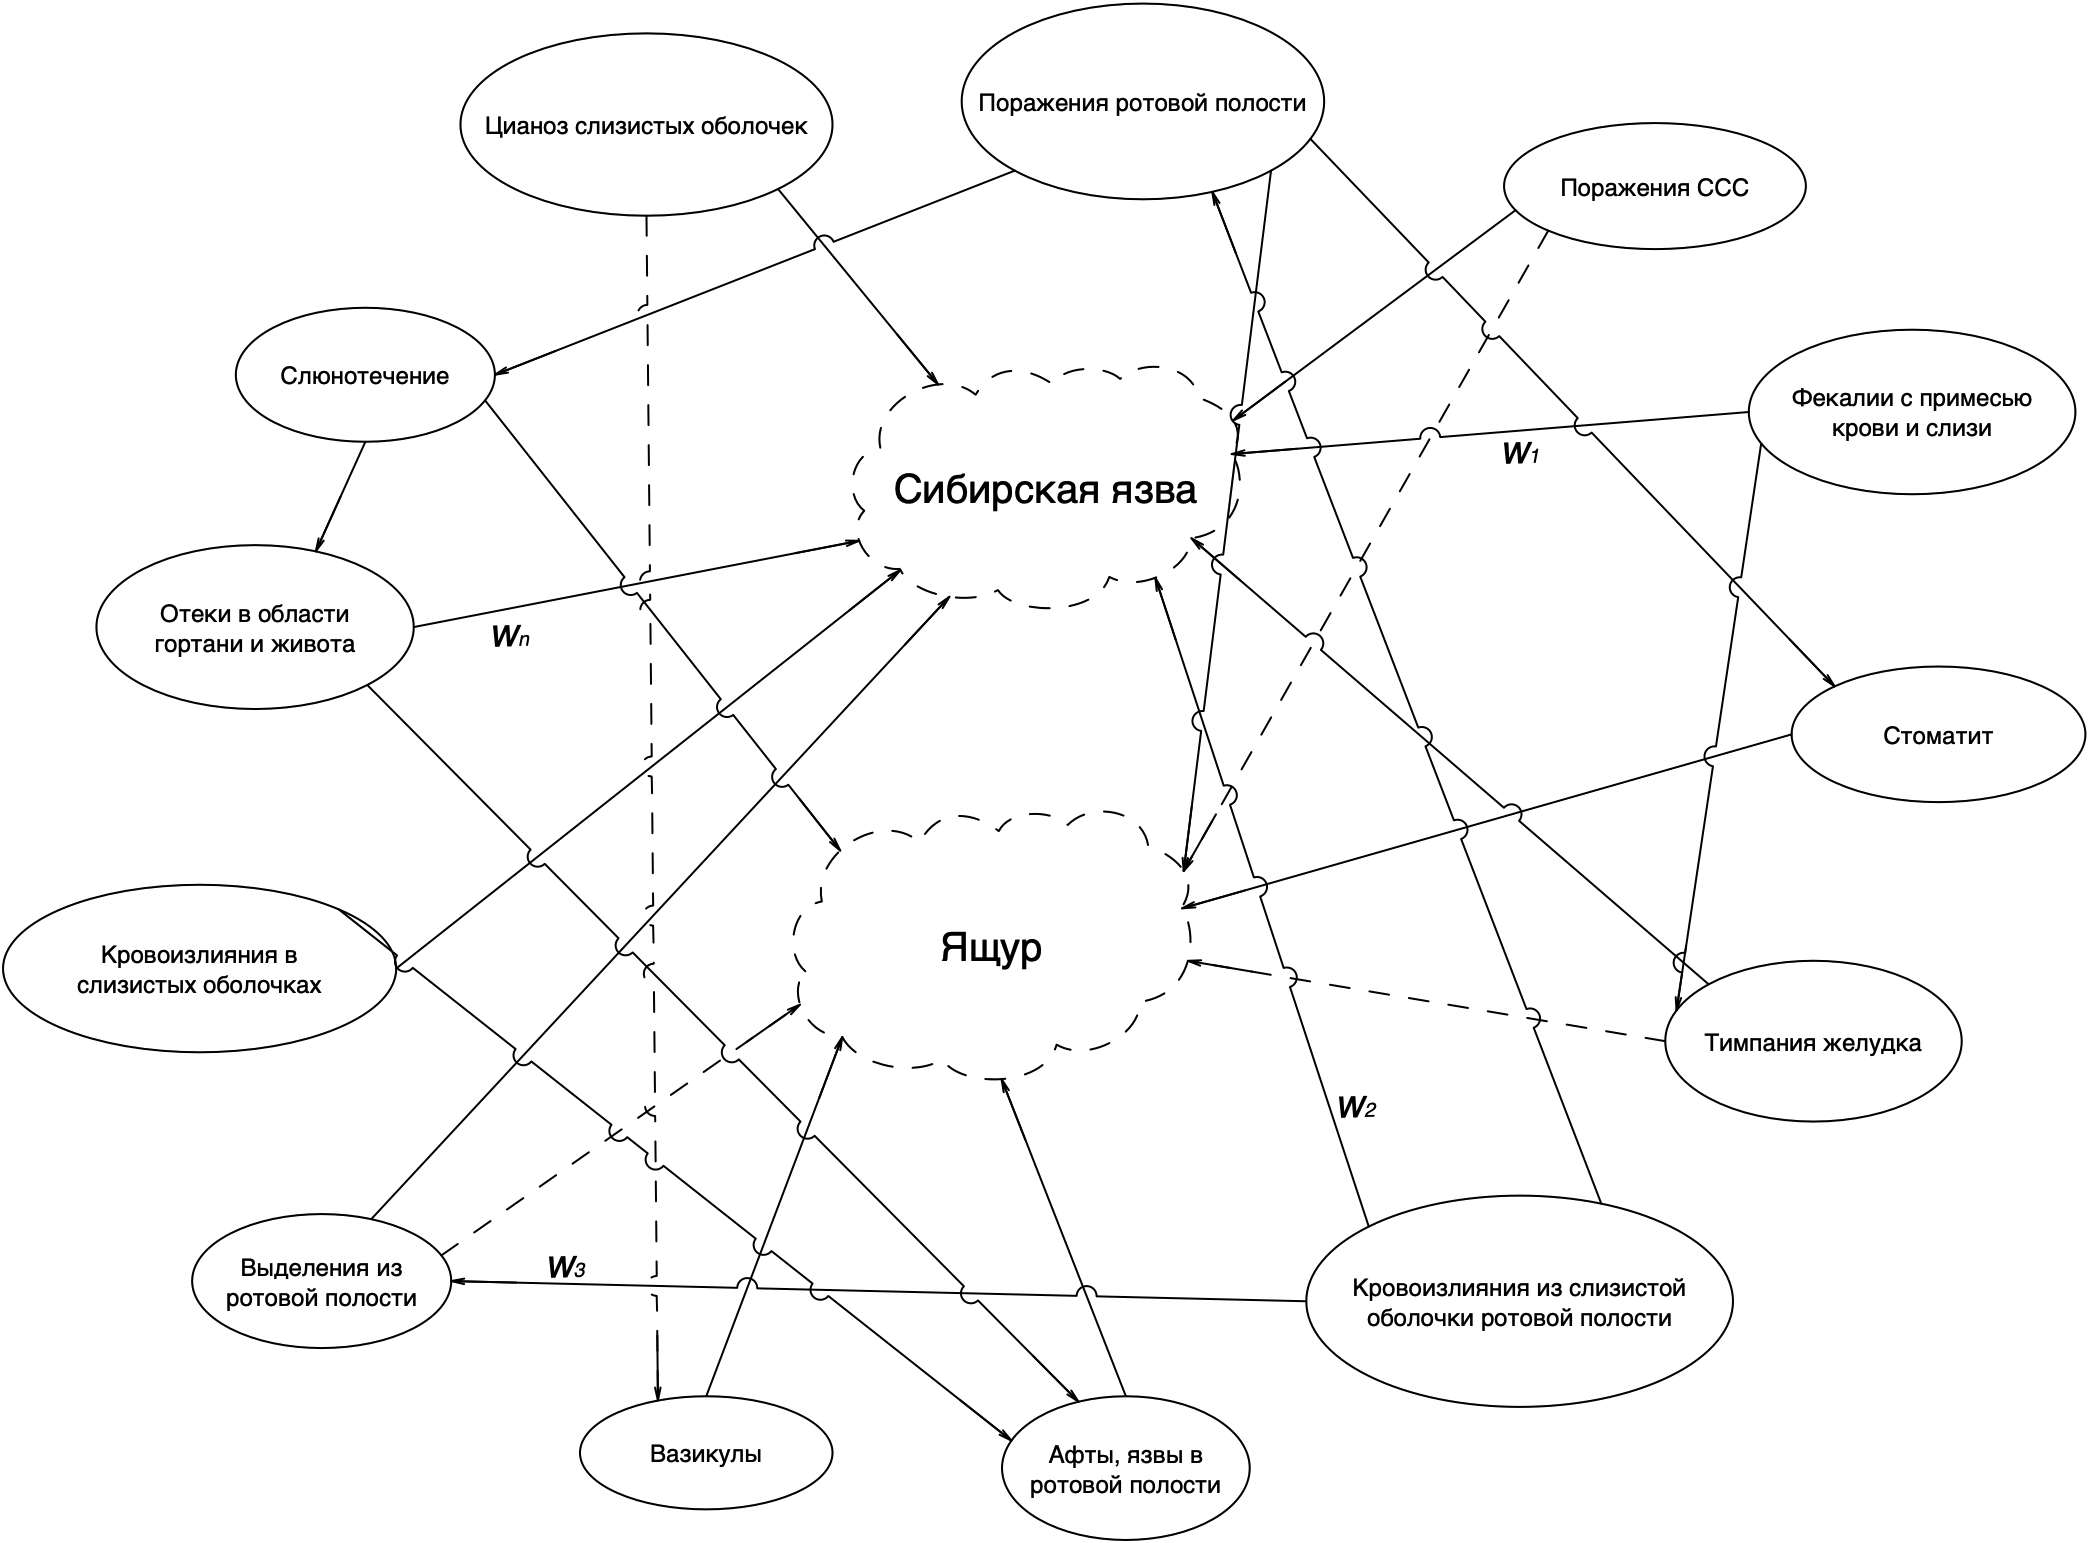 Поражения ротовой полости
Цианоз слизистых оболочек
Поражения ССС
Слюнотечение
Фекалии с примесью
крови и слизи
W1
Сибирская язва
Отеки в области
гортани и живота
Wn
Стоматит
Ящур
Кровоизлияния в
слизистых оболочках
Тимпания желудка
W2
Выделения из
ротовой полости
W3
Кровоизлияния из слизистой
оболочки ротовой полости
Вазикулы
Афты, язвы в
ротовой полости